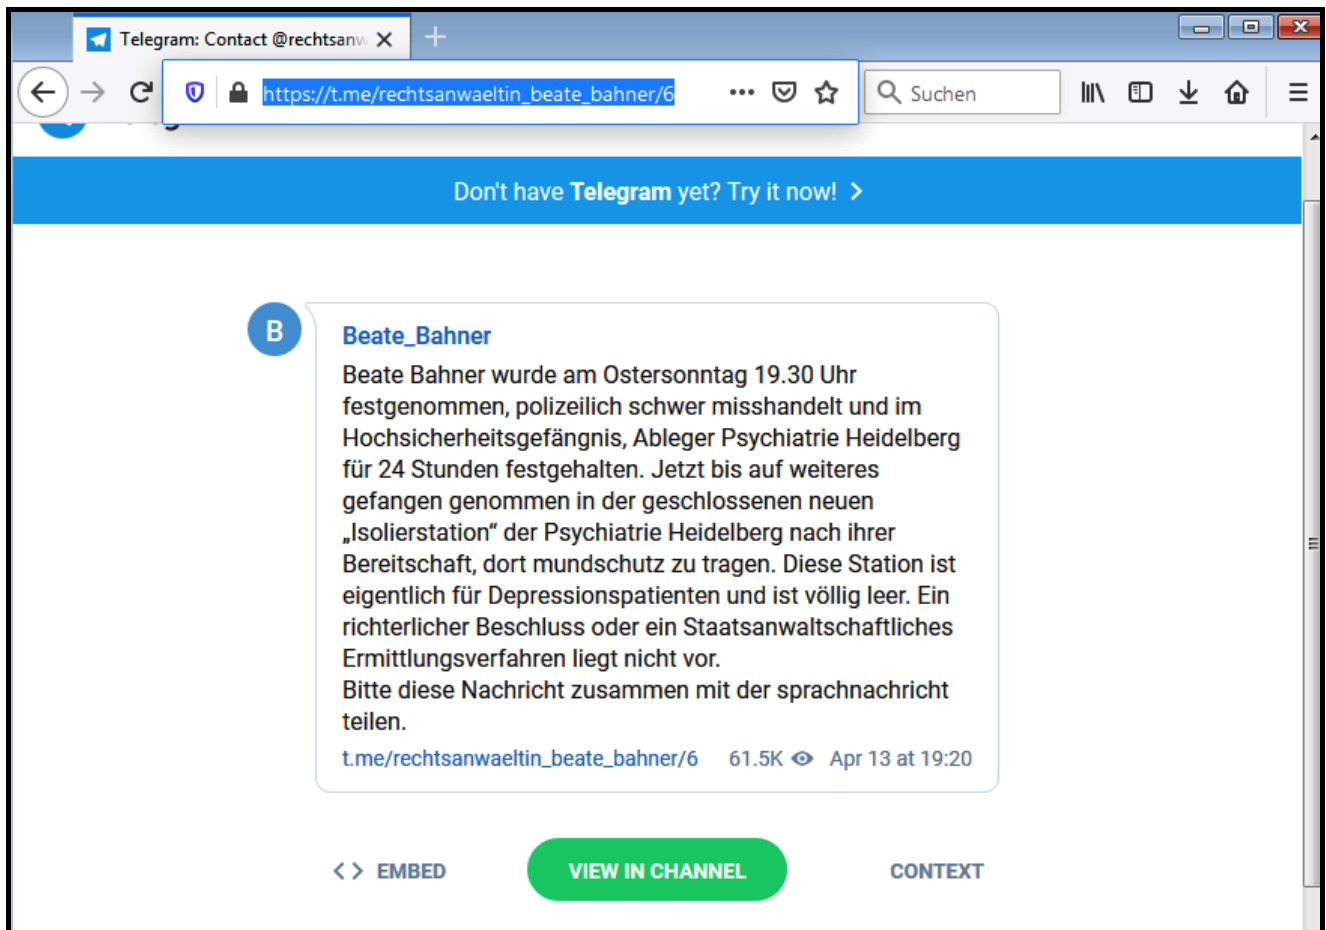 Telegram: Contact @rechtsanw
https://t.me/rechtsanwaeltin_beate_bahner/6
Suchen
Don't have Telegram yet? Try it now! >
B
Beate_Bahner
Beate Bahner wurde am Ostersonntag 19.30 Uhr
festgenommen, polizeilich schwer misshandelt und im
Hochsicherheitsgefängnis, Ableger Psychiatrie Heidelberg
für 24 Stunden festgehalten. Jetzt bis auf weiteres
gefangen genommen in der geschlossenen neuen
„Isolierstation“ der Psychiatrie Heidelberg nach ihrer
Bereitschaft, dort mundschutz zu tragen. Diese Station ist
eigentlich für Depressionspatienten und ist völlig leer. Ein
richterlicher Beschluss oder ein Staatsanwaltschaftliches
Ermittlungsverfahren liegt nicht vor.
Bitte diese Nachricht zusammen mit der sprachnachricht
teilen.
t.me/rechtsanwaeltin_beate_bahner/6 61.5K Apr 13 at 19:20
<> EMBED VIEW IN CHANNEL CONTEXT